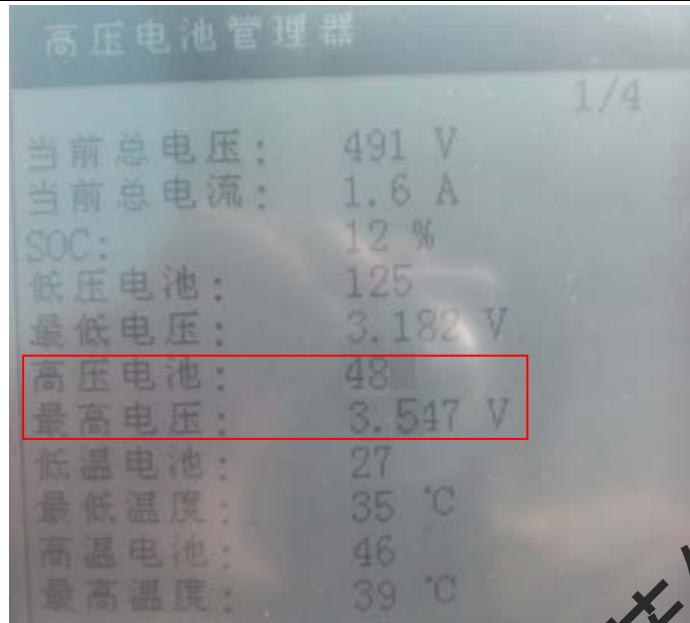 高压电池管理器
1/4
当前总电压: 491 V
当前总电流: 1.6 A
SOC: 12 %
低压电池: 125
最低电压: 3.182 V
高压电池: 48
最高电压: 3.547 V
低温电池: 27
最低温度: 35 ℃
高温电池: 46
最高温度: 39 ℃